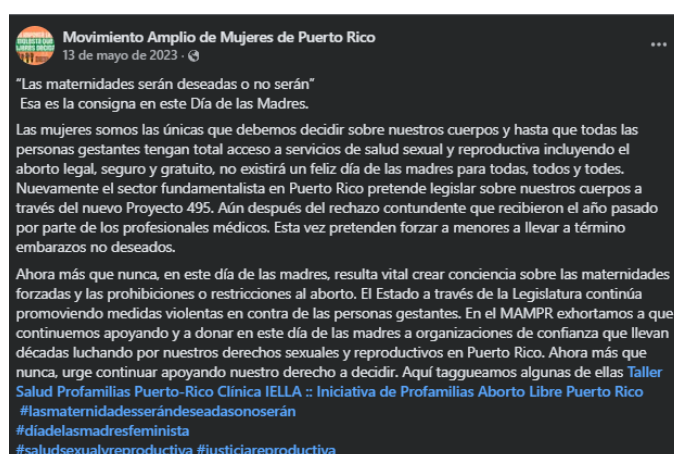 Movimiento Amplio de Mujeres de Puerto Rico
13 de mayo de 2023 ·
“Las maternidades serán deseadas o no serán”
Esa es la consigna en este Día de las Madres.
Las mujeres somos las únicas que debemos decidir sobre nuestros cuerpos y hasta que todas las
personas gestantes tengan total acceso a servicios de salud sexual y reproductiva incluyendo el
aborto legal, seguro y gratuito, no existirá un feliz día de las madres para todas, todos y todes.
Nuevamente el sector fundamentalista en Puerto Rico pretende legislar sobre nuestros cuerpos a
través del nuevo Proyecto 495. Aún después del rechazo contundente que recibieron el año pasado
por parte de los profesionales médicos. Esta vez pretenden forzar a menores a llevar a término
embarazos no deseados.
Ahora más que nunca, en este día de las madres, resulta vital crear conciencia sobre las maternidades
forzadas y las prohibiciones o restricciones al aborto. El Estado a través de la Legislatura continúa
promoviendo medidas violentas en contra de las personas gestantes. En el MAMPR exhortamos a que
continuemos apoyando y a donar en este día de las madres a organizaciones de confianza que llevan
décadas luchando por nuestros derechos sexuales y reproductivos en Puerto Rico. Ahora más que
nunca, urge continuar apoyando nuestro derecho a decidir. Aquí taggueamos algunas de ellas Taller
Salud Profamilias Puerto-Rico Clínica IELLA :: Iniciativa de Profamilias Aborto Libre Puerto Rico
#lasmaternidadesserándeseadasonoserán
#díadelasmadresfeminista
#saludsexualyreproductiva #justiciareproductiva